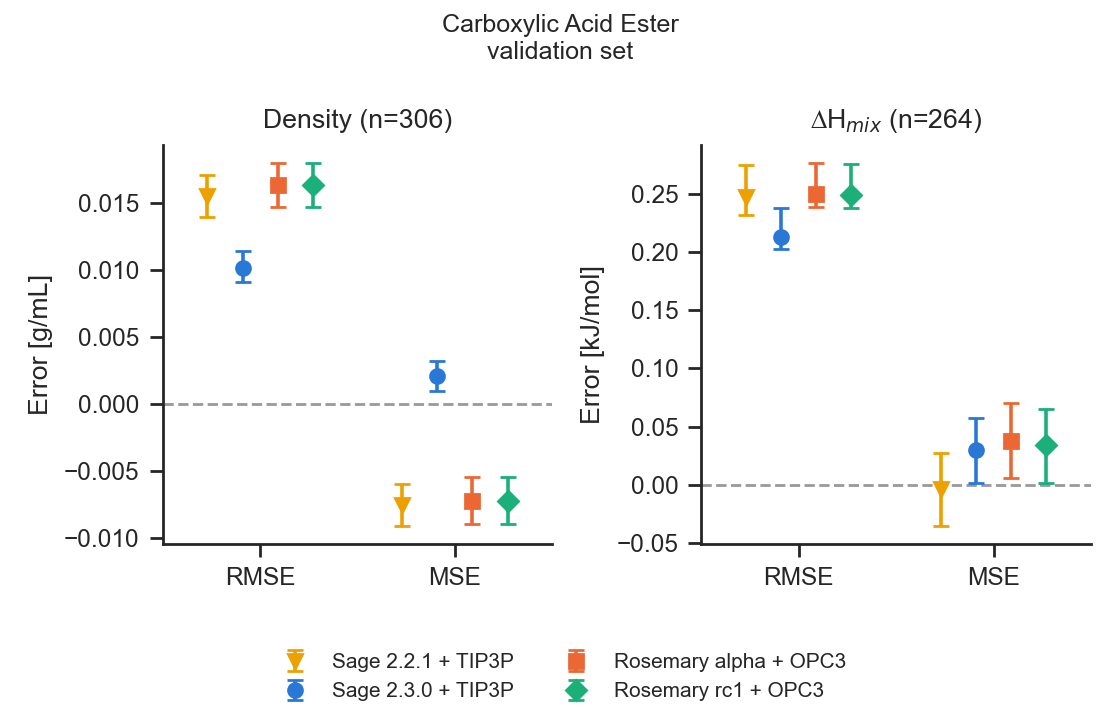 Carboxylic Acid Ester
validation set
Density (n=306)
Error [g/mL]
0.015
0.010
0.005
0.000
−0.005
−0.010
RMSE
MSE
ΔH_{mix} (n=264)
Error [kJ/mol]
0.25
0.20
0.15
0.10
0.05
0.00
−0.05
RMSE
MSE
Sage 2.2.1 + TIP3P
Sage 2.3.0 + TIP3P
Rosemary alpha + OPC3
Rosemary rc1 + OPC3